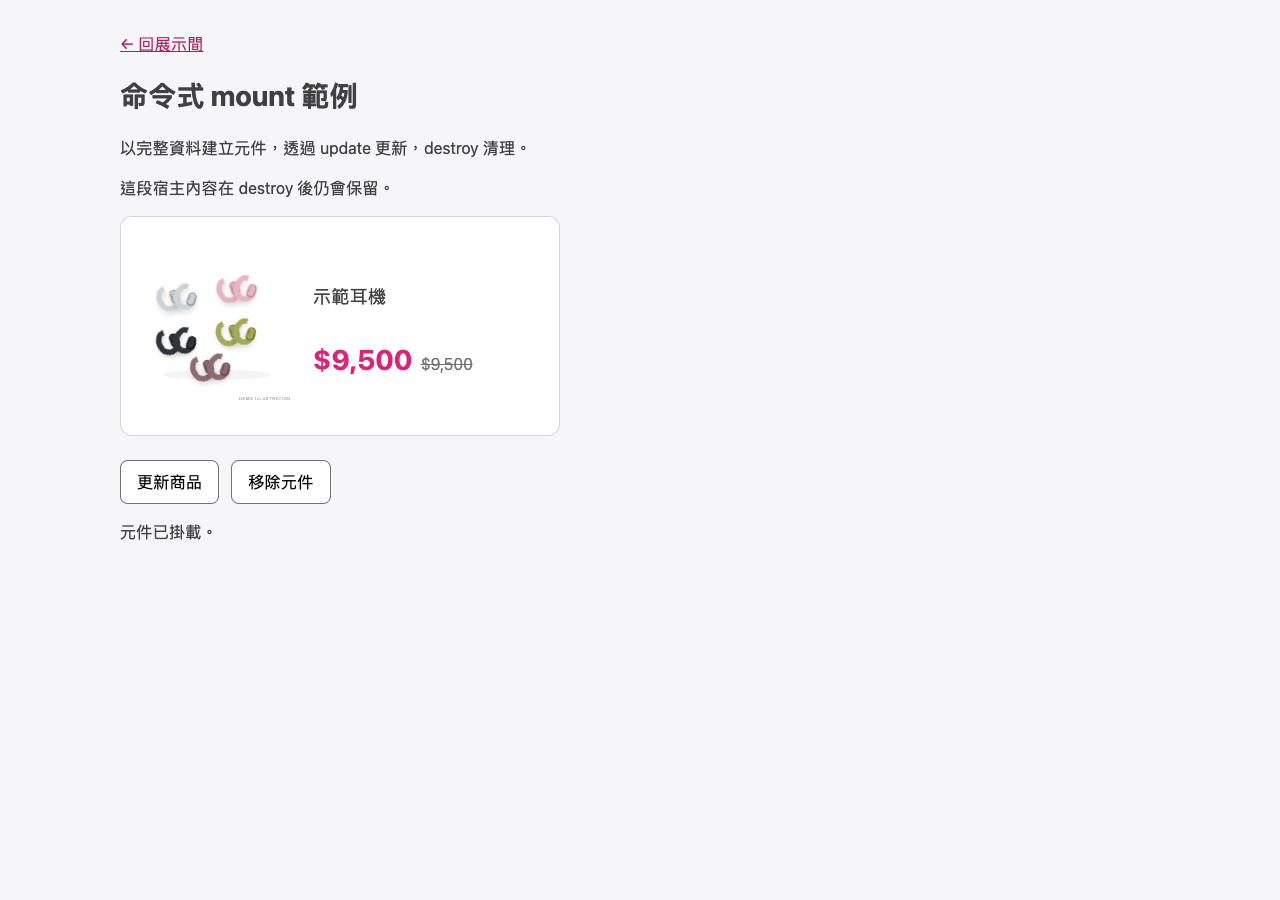 ← 回展示間
命令式 mount 範例
以完整資料建立元件，透過 update 更新，destroy 清理。
這段宿主內容在 destroy 後仍會保留。
示範耳機
$9,500 $9,500
DEMO ILLUSTRATION
更新商品 移除元件
元件已掛載。